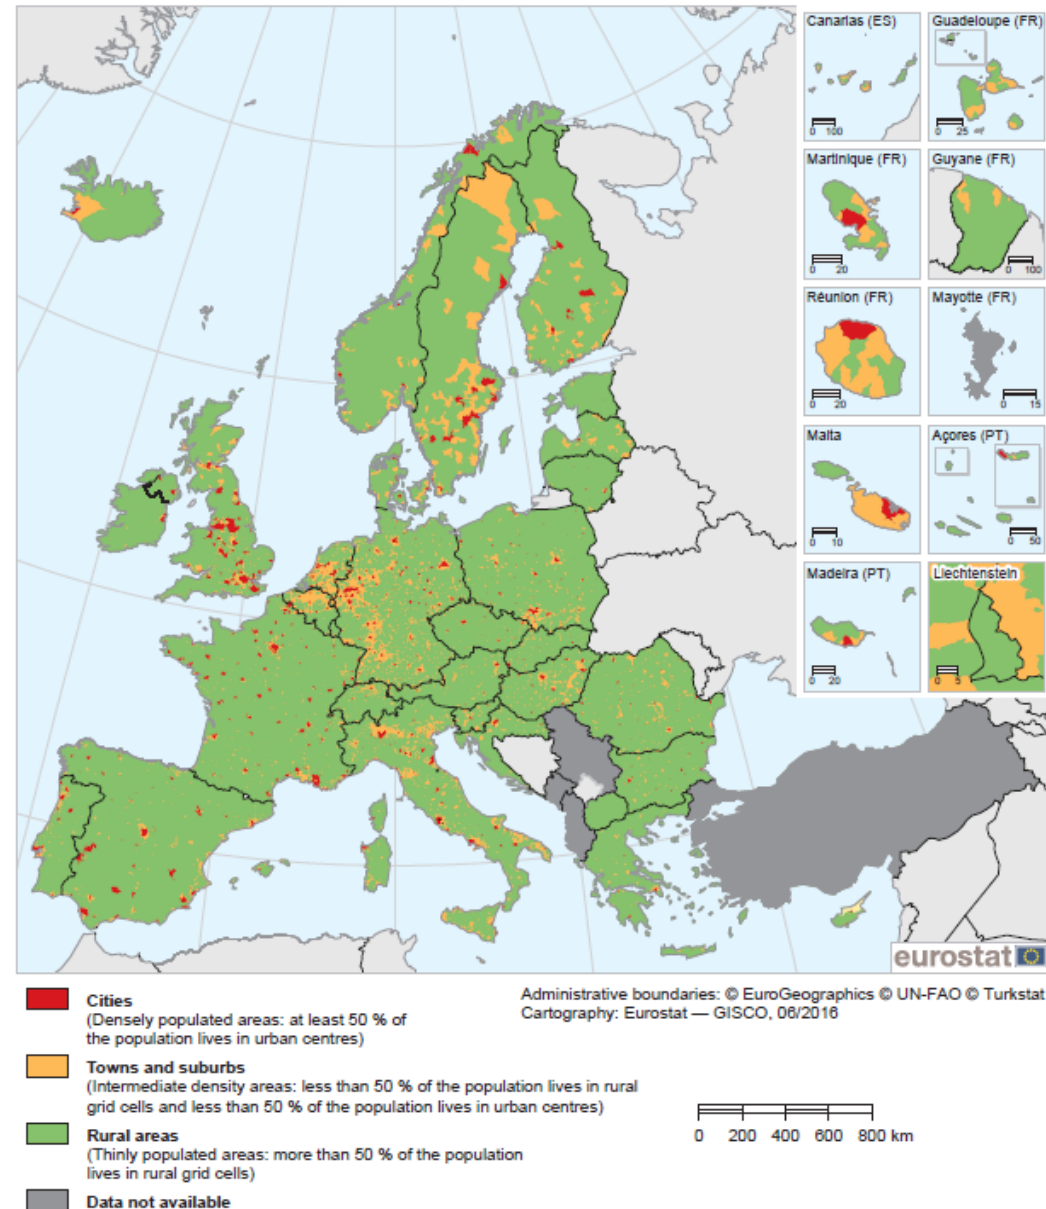 Canarias (ES)
0 100
Guadeloupe (FR)
0 25
Martinique (FR)
0 20
Guyane (FR)
0 100
Réunion (FR)
0 20
Mayotte (FR)
0 15
Malta
0 10
Açores (PT)
0 50
Madeira (PT)
0 20
Liechtenstein
0 5
eurostat
Administrative boundaries: © EuroGeographics © UN-FAO © Turkstat
Cartography: Eurostat — GISCO, 06/2016
Cities
(Densely populated areas: at least 50 % of
the population lives in urban centres)
Towns and suburbs
(Intermediate density areas: less than 50 % of the population lives in rural
grid cells and less than 50 % of the population lives in urban centres)
Rural areas
(Thinly populated areas: more than 50 % of the population
lives in rural grid cells)
Data not available
0 200 400 600 800 km